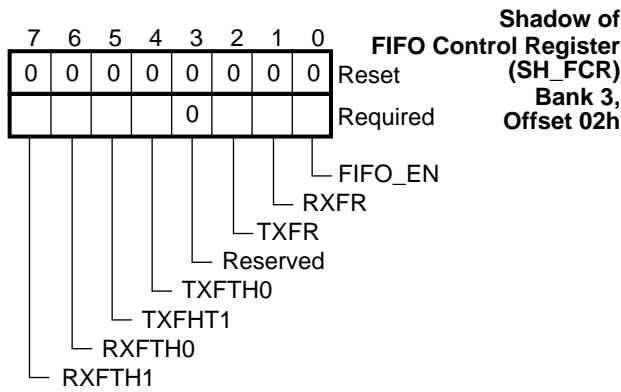 Shadow of
FIFO Control Register
(SH_FCR)
Bank 3,
Offset 02h
7 6 5 4 3 2 1 0
0 0 0 0 0 0 0 0 Reset
0 Required
FIFO_EN
RXFR
TXFR
Reserved
TXFTH0
TXFHT1
RXFTH0
RXFTH1